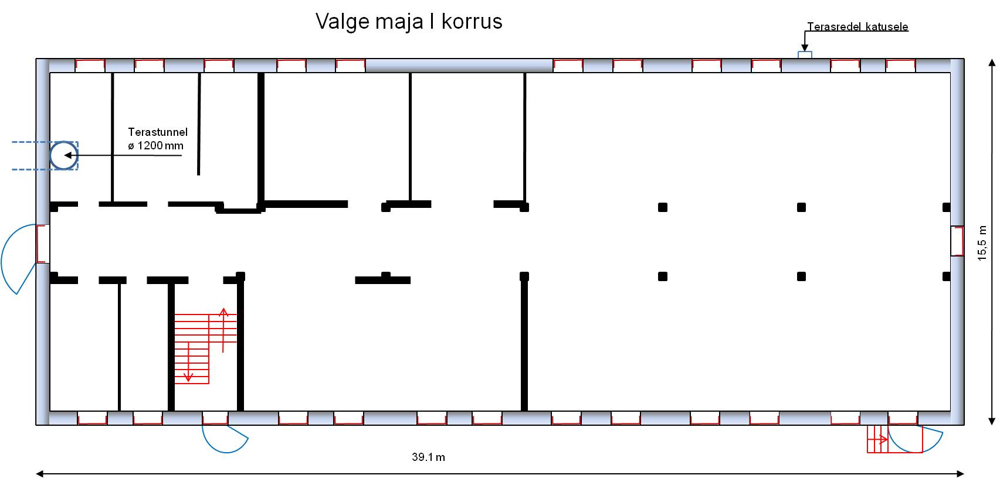 Valge maja I korrus
Terasredel katusele
Terastunnel
ø 1200 mm
15,5 m
39.1 m